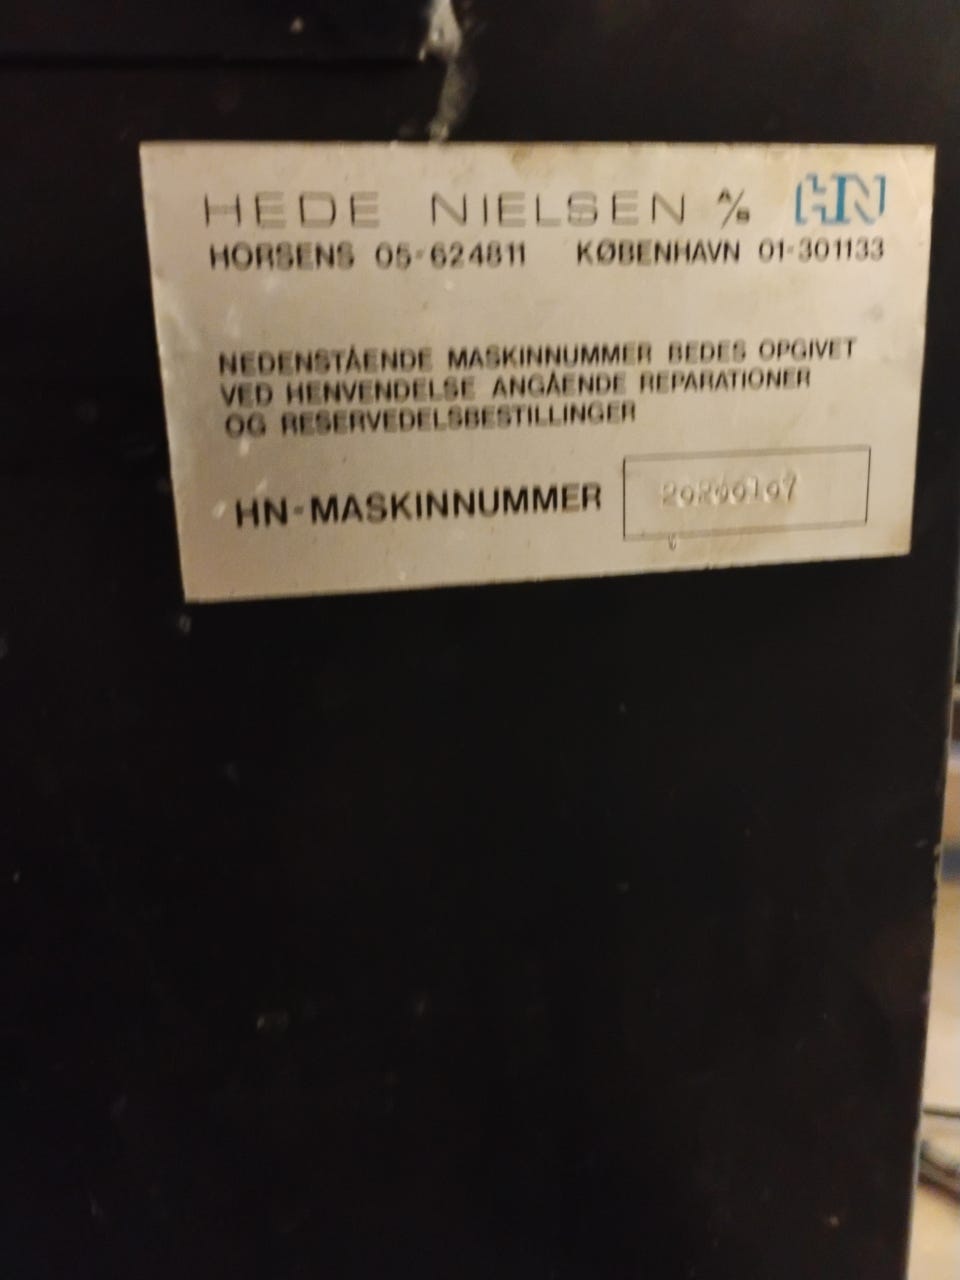 HEDE NIELSEN A/S HN
HORSENS 05-624811 KØBENHAVN 01-301133
NEDENSTÅENDE MASKINNUMMER BEDES OPGIVET
VED HENVENDELSE ANGÅENDE REPARATIONER
OG RESERVEDELSBESTILLINGER
HN-MASKINNUMMER